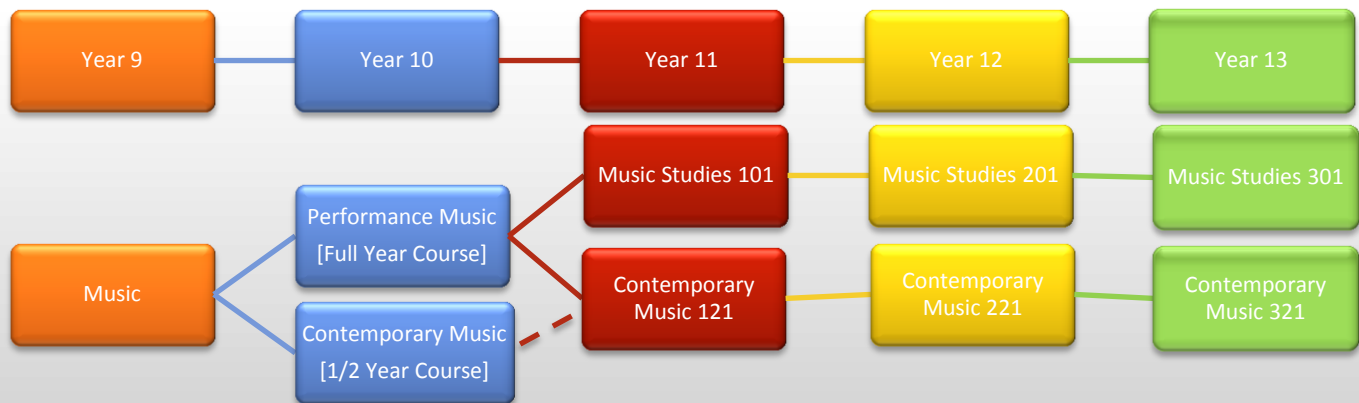 Year 9
Year 10
Year 11
Year 12
Year 13
Music
Performance Music
[Full Year Course]
Contemporary Music
[1/2 Year Course]
Music Studies 101
Contemporary
Music 121
Music Studies 201
Contemporary
Music 221
Music Studies 301
Contemporary
Music 321